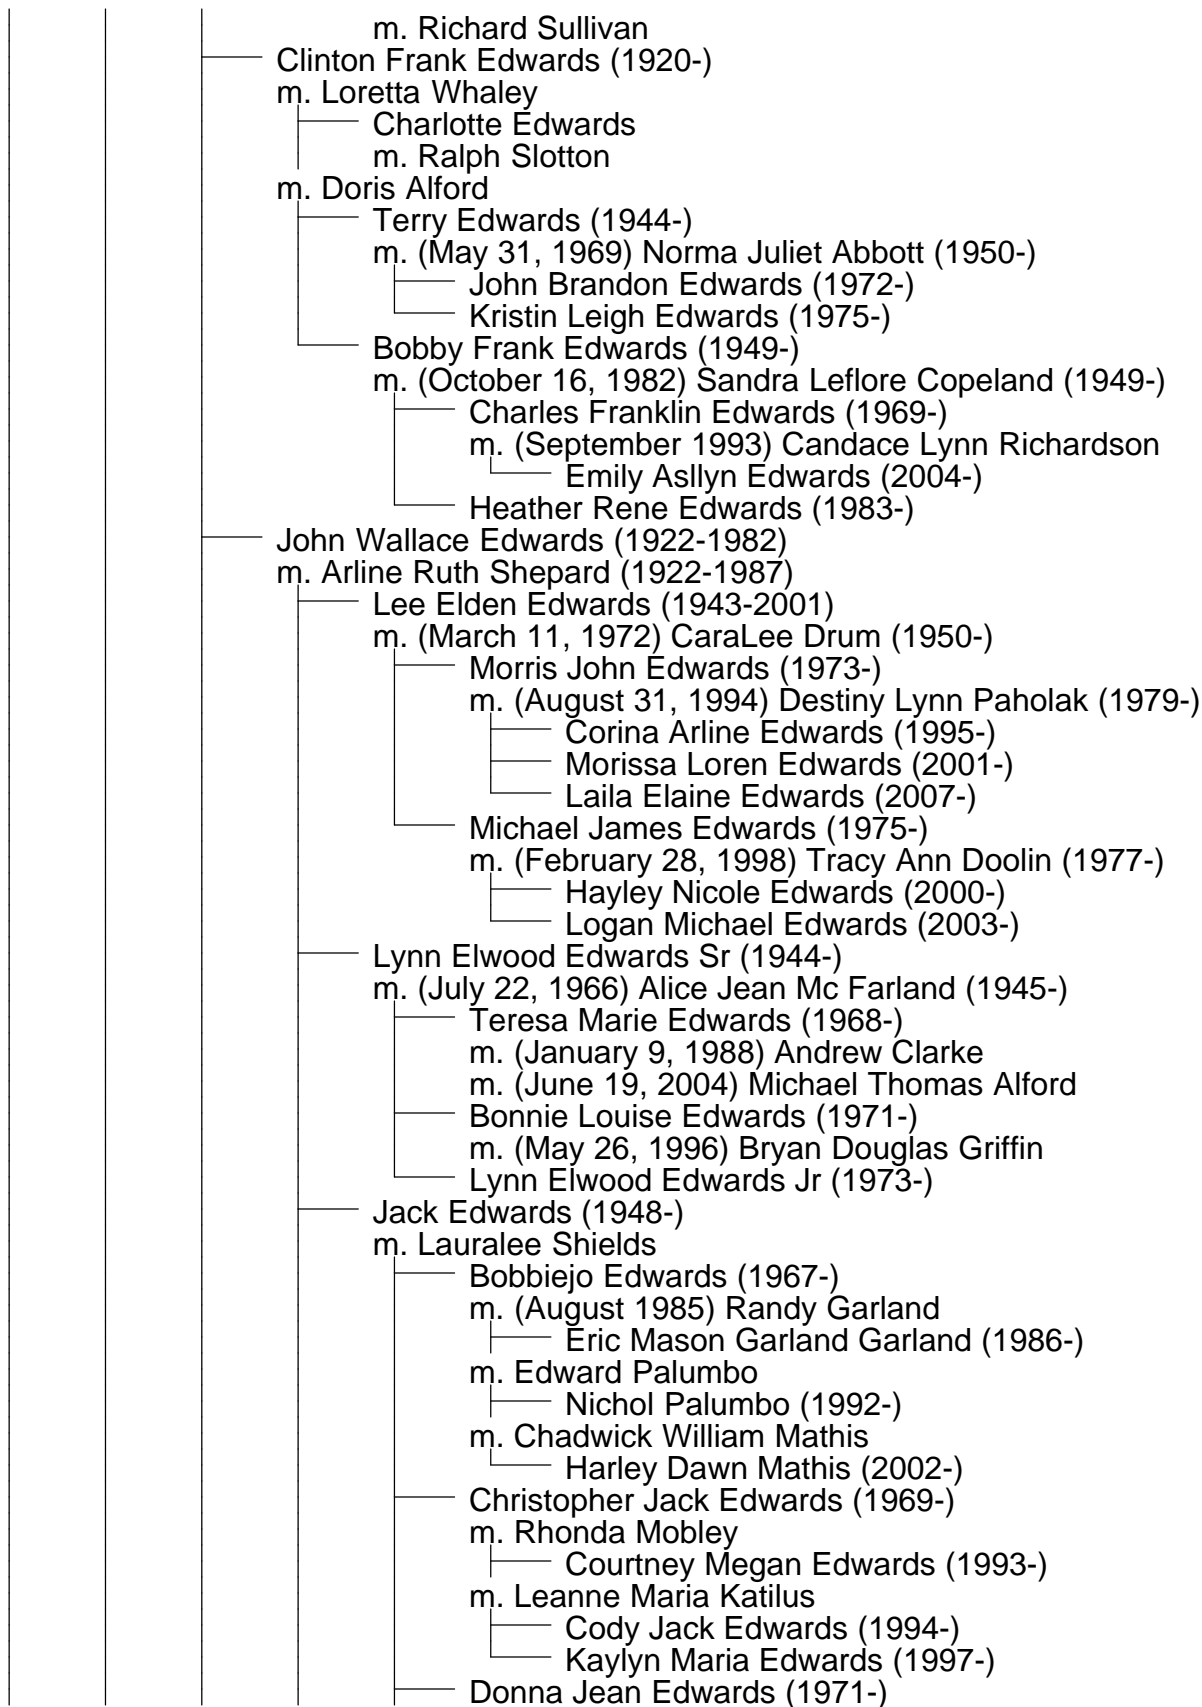 m. Richard Sullivan
Clinton Frank Edwards (1920-)
m. Loretta Whaley
Charlotte Edwards
m. Ralph Slotton
m. Doris Alford
Terry Edwards (1944-)
m. (May 31, 1969) Norma Juliet Abbott (1950-)
John Brandon Edwards (1972-)
Kristin Leigh Edwards (1975-)
Bobby Frank Edwards (1949-)
m. (October 16, 1982) Sandra Leflore Copeland (1949-)
Charles Franklin Edwards (1969-)
m. (September 1993) Candace Lynn Richardson
Emily Asllyn Edwards (2004-)
Heather Rene Edwards (1983-)
John Wallace Edwards (1922-1982)
m. Arline Ruth Shepard (1922-1987)
Lee Elden Edwards (1943-2001)
m. (March 11, 1972) CaraLee Drum (1950-)
Morris John Edwards (1973-)
m. (August 31, 1994) Destiny Lynn Paholak (1979-)
Corina Arline Edwards (1995-)
Morissa Loren Edwards (2001-)
Laila Elaine Edwards (2007-)
Michael James Edwards (1975-)
m. (February 28, 1998) Tracy Ann Doolin (1977-)
Hayley Nicole Edwards (2000-)
Logan Michael Edwards (2003-)
Lynn Elwood Edwards Sr (1944-)
m. (July 22, 1966) Alice Jean Mc Farland (1945-)
Teresa Marie Edwards (1968-)
m. (January 9, 1988) Andrew Clarke
m. (June 19, 2004) Michael Thomas Alford
Bonnie Louise Edwards (1971-)
m. (May 26, 1996) Bryan Douglas Griffin
Lynn Elwood Edwards Jr (1973-)
Jack Edwards (1948-)
m. Lauralee Shields
Bobbiejo Edwards (1967-)
m. (August 1985) Randy Garland
Eric Mason Garland Garland (1986-)
m. Edward Palumbo
Nichol Palumbo (1992-)
m. Chadwick William Mathis
Harley Dawn Mathis (2002-)
Christopher Jack Edwards (1969-)
m. Rhonda Mobley
Courtney Megan Edwards (1993-)
m. Leanne Maria Katilus
Cody Jack Edwards (1994-)
Kaylyn Maria Edwards (1997-)
Donna Jean Edwards (1971-)